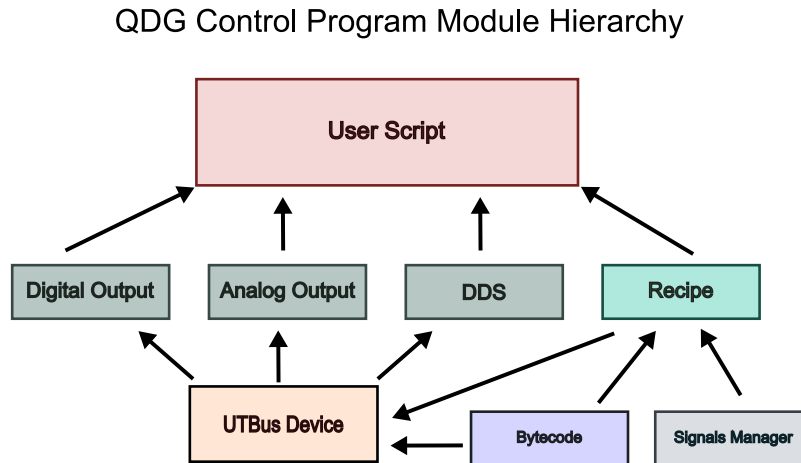 QDG Control Program Module Hierarchy
User Script
Digital Output
Analog Output
DDS
Recipe
UTBus Device
Bytecode
Signals Manager